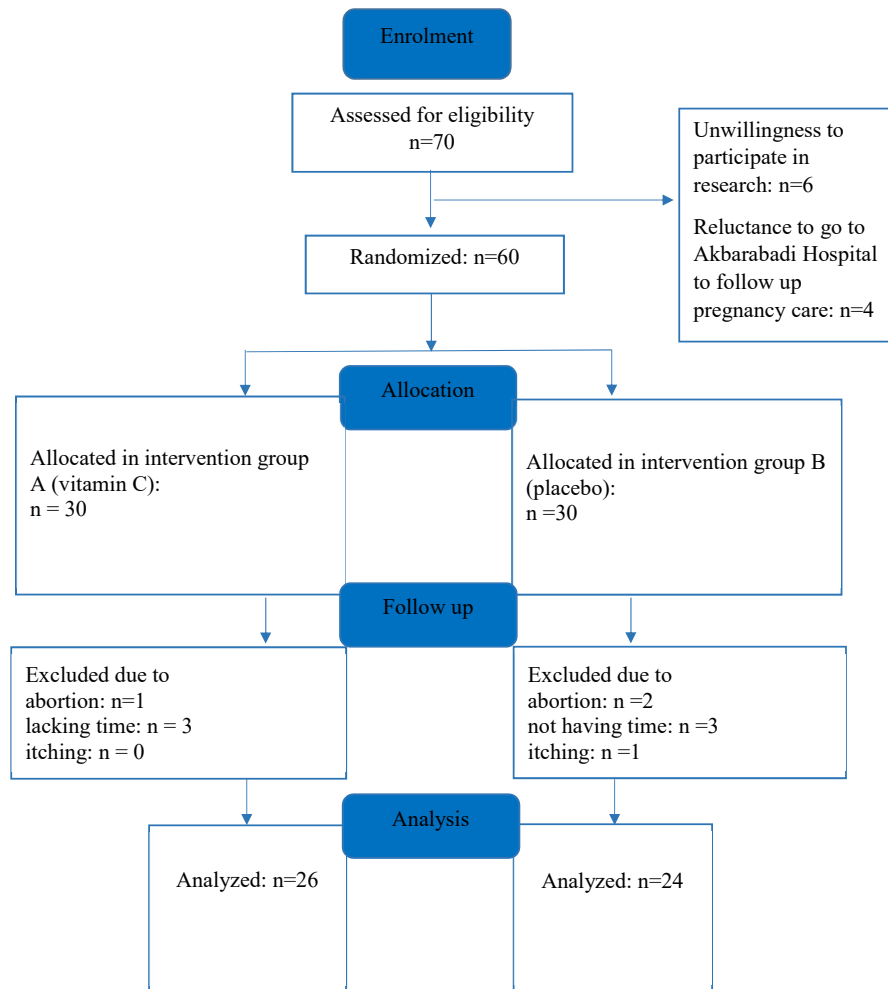 Enrolment
Assessed for eligibility
n=70
Unwillingness to
participate in
research: n=6
Reluctance to go to
Akbarabadi Hospital
to follow up
pregnancy care: n=4
Randomized: n=60
Allocation
Allocated in intervention group
A (vitamin C):
n = 30
Allocated in intervention group B
(placebo):
n =30
Follow up
Excluded due to
abortion: n=1
lacking time: n = 3
itching: n = 0
Excluded due to
abortion: n =2
not having time: n =3
itching: n =1
Analysis
Analyzed: n=26
Analyzed: n=24